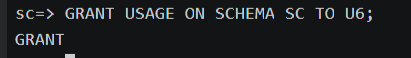 sc=> GRANT USAGE ON SCHEMA SC TO U6;
GRANT